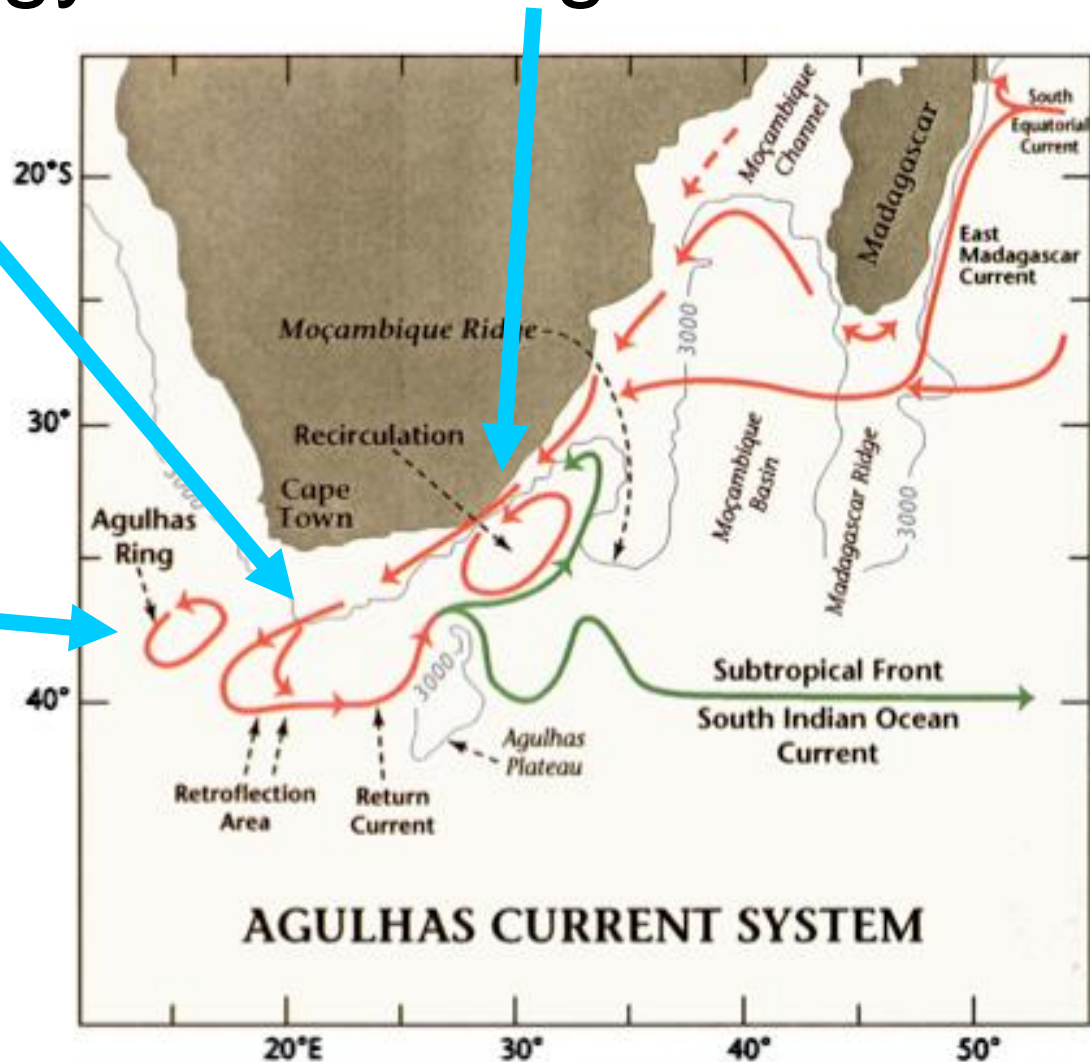 gy
g
South
Equatorial
Current
Moçambique
Channel
Madagascar
20°S
East
Madagascar
Current
Moçambique Ridge
3000
30°
Recirculation
Cape
Town
3000
Agulhas
Ring
Moçambique
Basin
Madagascar Ridge
3000
3000
40°
Subtropical Front
South Indian Ocean
Current
Agulhas
Plateau
Retroflection
Area
Return
Current
AGULHAS CURRENT SYSTEM
20°E
30°
40°
50°